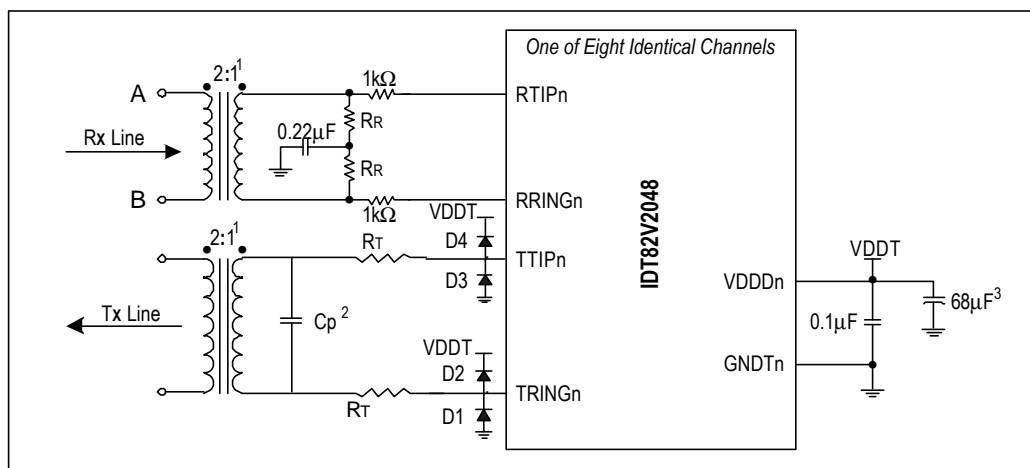 One of Eight Identical Channels
2:1¹
1kΩ
A
RTIPn
RR
0.22µF
Rx Line
RR
B
RRINGn
1kΩ
VDDT
2:1¹
RT
D4
TTIPn
D3
VDDT
VDDDn
Tx Line
Cp ²
68µF³
0.1µF
VDDT
D2
GNDTn
TRINGn
RT
D1
IDT82V2048